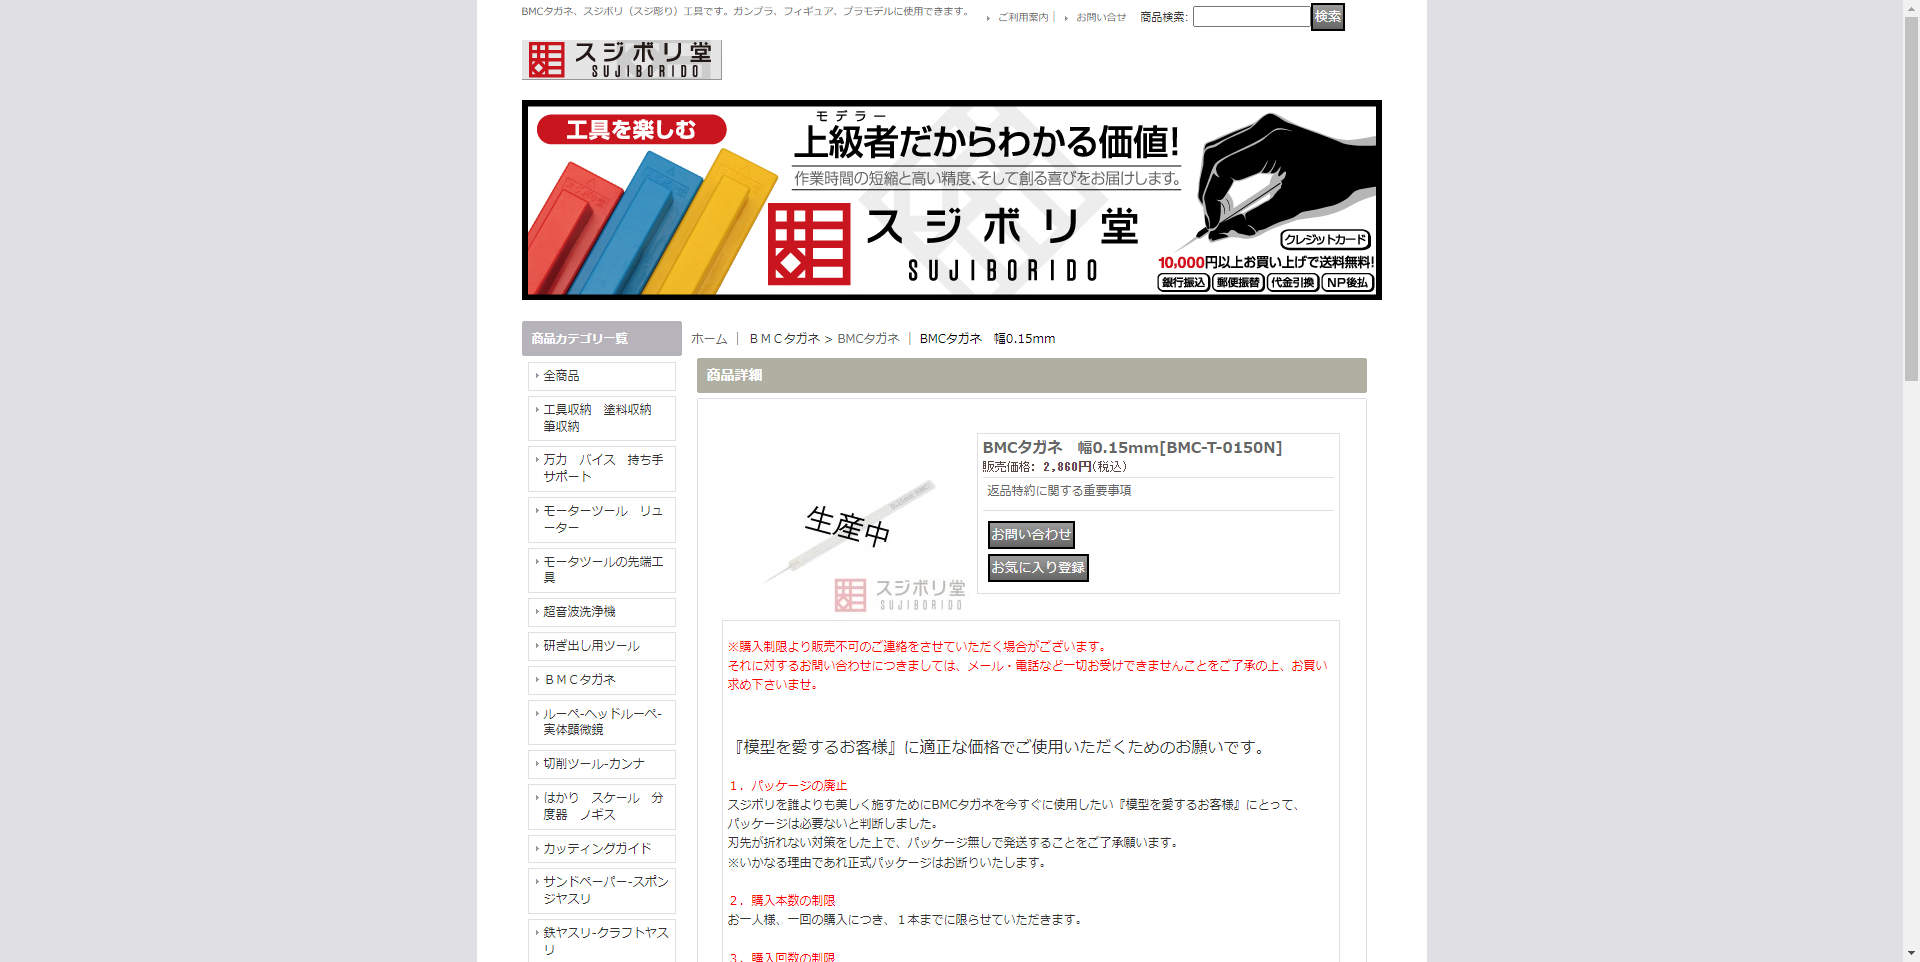 BMCタガネ、スジボリ（スジ彫り）工具です。ガンプラ、フィギュア、プラモデルに使用できます。
ご利用案内
お問い合せ
商品検索:
検索
スジボリ堂
SUJIBORIDO
工具を楽しむ
モデラー
上級者だからわかる価値!
作業時間の短縮と高い精度、そして創る喜びをお届けします。
スジボリ堂
SUJIBORIDO
クレジットカード
10,000円以上お買い上げで送料無料!
銀行振込 郵便振替 代金引換 NP後払
商品カテゴリ一覧
全商品
工具収納　塗料収納
筆収納
万力　バイス　持ち手
サポート
モーターツール　リュ
ーター
モータツールの先端工
具
超音波洗浄機
研ぎ出し用ツール
ＢＭＣタガネ
ルーペ-ヘッドルーペ-
実体顕微鏡
切削ツール-カンナ
はかり　スケール　分
度器　ノギス
カッティングガイド
サンドペーパー-スポン
ジヤスリ
鉄ヤスリ-クラフトヤス
リ
ホーム ｜ ＢＭＣタガネ > BMCタガネ ｜ BMCタガネ　幅0.15mm
商品詳細
生産中
スジボリ堂
SUJIBORIDO
BMCタガネ　幅0.15mm[BMC-T-0150N]
販売価格: 2,860円(税込)
返品特約に関する重要事項
お問い合わせ
お気に入り登録
※購入制限より販売不可のご連絡をさせていただく場合がございます。
それに対するお問い合わせにつきましては、メール・電話など一切お受けできませんことをご了承の上、お買い
求め下さいませ。
『模型を愛するお客様』に適正な価格でご使用いただくためのお願いです。
１．パッケージの廃止
スジボリを誰よりも美しく施すためにBMCタガネを今すぐに使用したい『模型を愛するお客様』にとって、
パッケージは必要ないと判断しました。
刃先が折れない対策をした上で、パッケージ無しで発送することをご了承願います。
※いかなる理由であれ正式パッケージはお断りいたします。
２．購入本数の制限
お一人様、一回の購入につき、１本までに限らせていただきます。
３．購入回数の制限